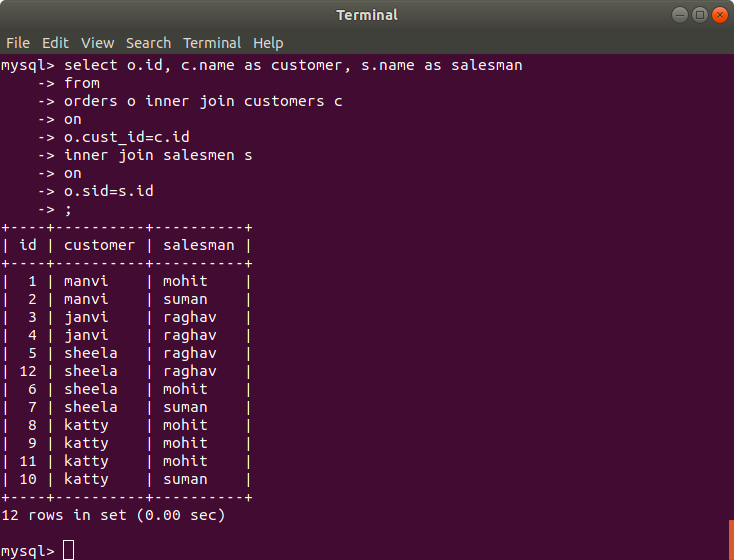 Terminal
File Edit View Search Terminal Help
mysql> select o.id, c.name as customer, s.name as salesman
    -> from
    -> orders o inner join customers c
    -> on
    -> o.cust_id=c.id
    -> inner join salesmen s
    -> on
    -> o.sid=s.id
    -> ;
+----+----------+----------+
| id | customer | salesman |
+----+----------+----------+
|  1 | manvi    | mohit    |
|  2 | manvi    | suman    |
|  3 | janvi    | raghav   |
|  4 | janvi    | raghav   |
|  5 | sheela   | raghav   |
| 12 | sheela   | raghav   |
|  6 | sheela   | mohit    |
|  7 | sheela   | suman    |
|  8 | katty    | mohit    |
|  9 | katty    | mohit    |
| 11 | katty    | mohit    |
| 10 | katty    | suman    |
+----+----------+----------+
12 rows in set (0.00 sec)
mysql>